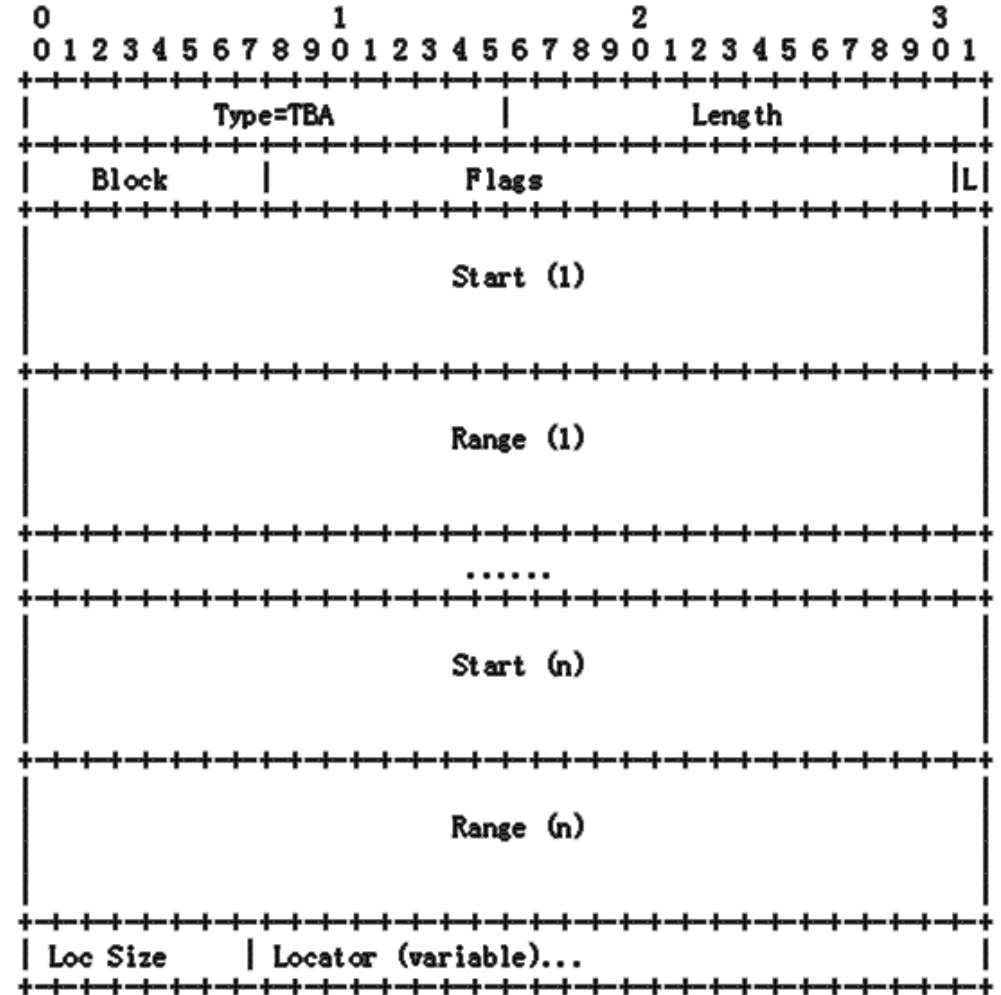 0 1 2 3
0 1 2 3 4 5 6 7 8 9 0 1 2 3 4 5 6 7 8 9 0 1 2 3 4 5 6 7 8 9 0 1
+-+-+-+-+-+-+-+-+-+-+-+-+-+-+-+-+-+-+-+-+-+-+-+-+-+-+-+-+-+-+-+-+
| Type=TBA | Length |
+-+-+-+-+-+-+-+-+-+-+-+-+-+-+-+-+-+-+-+-+-+-+-+-+-+-+-+-+-+-+-+-+
| Block | Flags |L|
+-+-+-+-+-+-+-+-+-+-+-+-+-+-+-+-+-+-+-+-+-+-+-+-+-+-+-+-+-+-+-+-+
| Start (1) |
+-+-+-+-+-+-+-+-+-+-+-+-+-+-+-+-+-+-+-+-+-+-+-+-+-+-+-+-+-+-+-+-+
| Range (1) |
+-+-+-+-+-+-+-+-+-+-+-+-+-+-+-+-+-+-+-+-+-+-+-+-+-+-+-+-+-+-+-+-+
| ...... |
+-+-+-+-+-+-+-+-+-+-+-+-+-+-+-+-+-+-+-+-+-+-+-+-+-+-+-+-+-+-+-+-+
| Start (n) |
+-+-+-+-+-+-+-+-+-+-+-+-+-+-+-+-+-+-+-+-+-+-+-+-+-+-+-+-+-+-+-+-+
| Range (n) |
+-+-+-+-+-+-+-+-+-+-+-+-+-+-+-+-+-+-+-+-+-+-+-+-+-+-+-+-+-+-+-+-+
| Loc Size | Locator (variable)... |
+-+-+-+-+-+-+-+-+-+-+-+-+-+-+-+-+-+-+-+-+-+-+-+-+-+-+-+-+-+-+-+-+